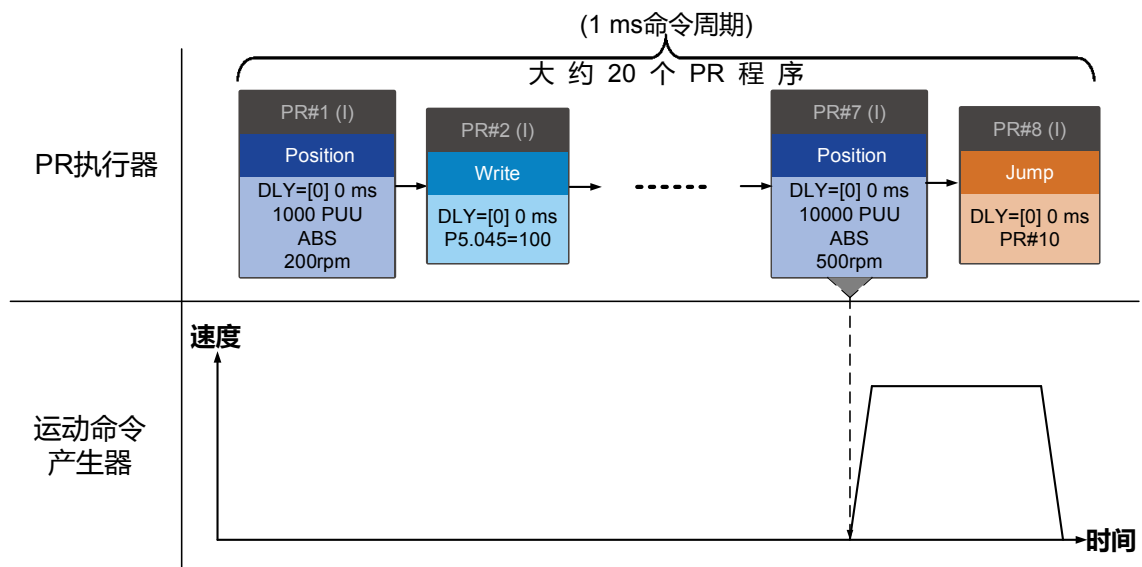 (1 ms命令周期)
大 约 20 个 PR 程 序
PR执行器
PR#1 (I)
Position
DLY=[0] 0 ms
1000 PUU
ABS
200rpm
PR#2 (I)
Write
DLY=[0] 0 ms
P5.045=100
PR#7 (I)
Position
DLY=[0] 0 ms
10000 PUU
ABS
500rpm
PR#8 (I)
Jump
DLY=[0] 0 ms
PR#10
运动命令
产生器
速度
时间